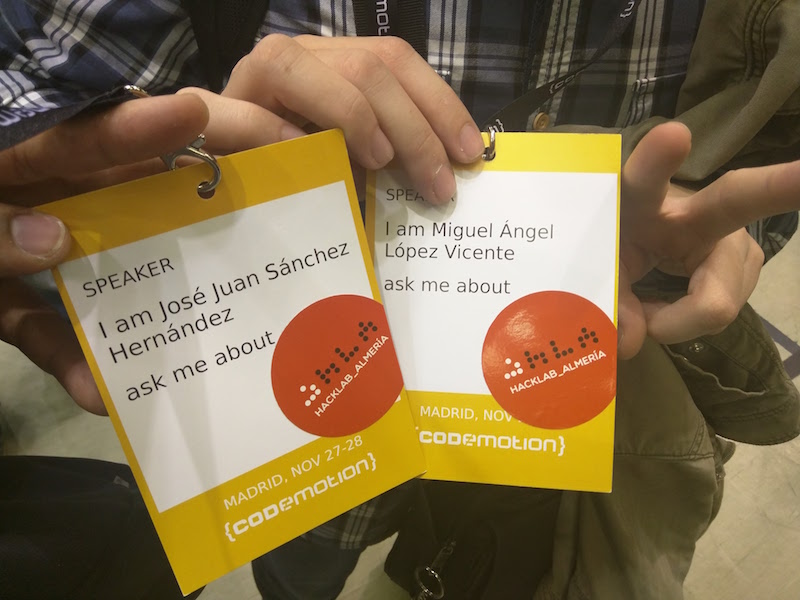 SPEAKER
I am José Juan Sánchez
Hernández
ask me about
HACKLAB_ALMERÍA
MADRID, NOV 27-28
{CODEMOTION}
I am Miguel Ángel
López Vicente
ask me about
HACKLAB_ALMERÍA
MADRID, NOV
{CODEMOTION}